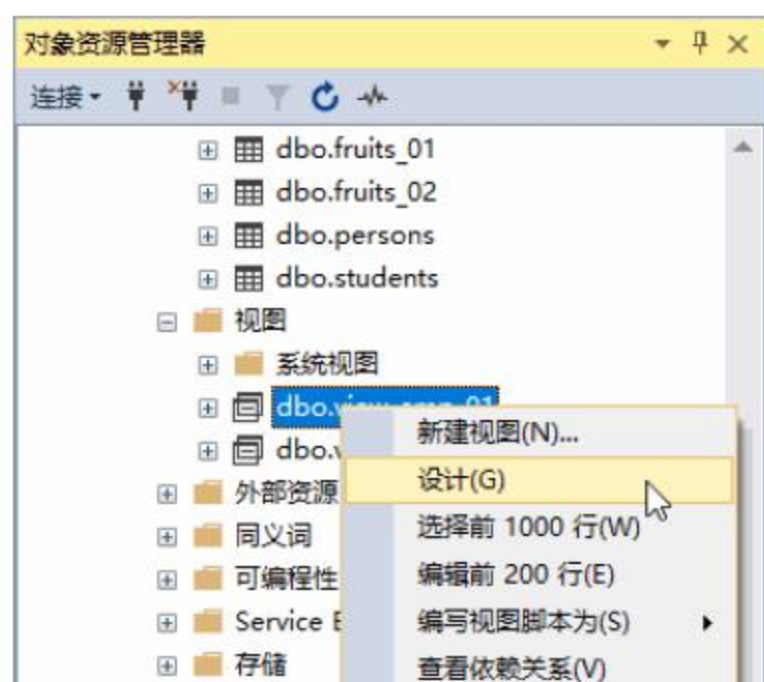 对象资源管理器
连接
dbo.fruits_01
dbo.fruits_02
dbo.persons
dbo.students
视图
系统视图
dbo.view_emp_01
新建视图(N)...
dbo.v
设计(G)
外部资源
选择前 1000 行(W)
同义词
编辑前 200 行(E)
可编程性
Service
编写视图脚本为(S)
存储
查看依赖关系(V)